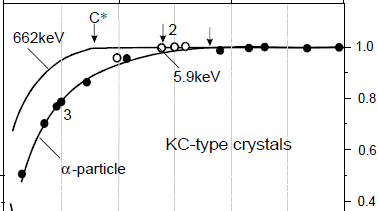 C*
2
662keV
1.0
5.9keV
0.8
3
0.6
KC-type crystals
α-particle
0.4